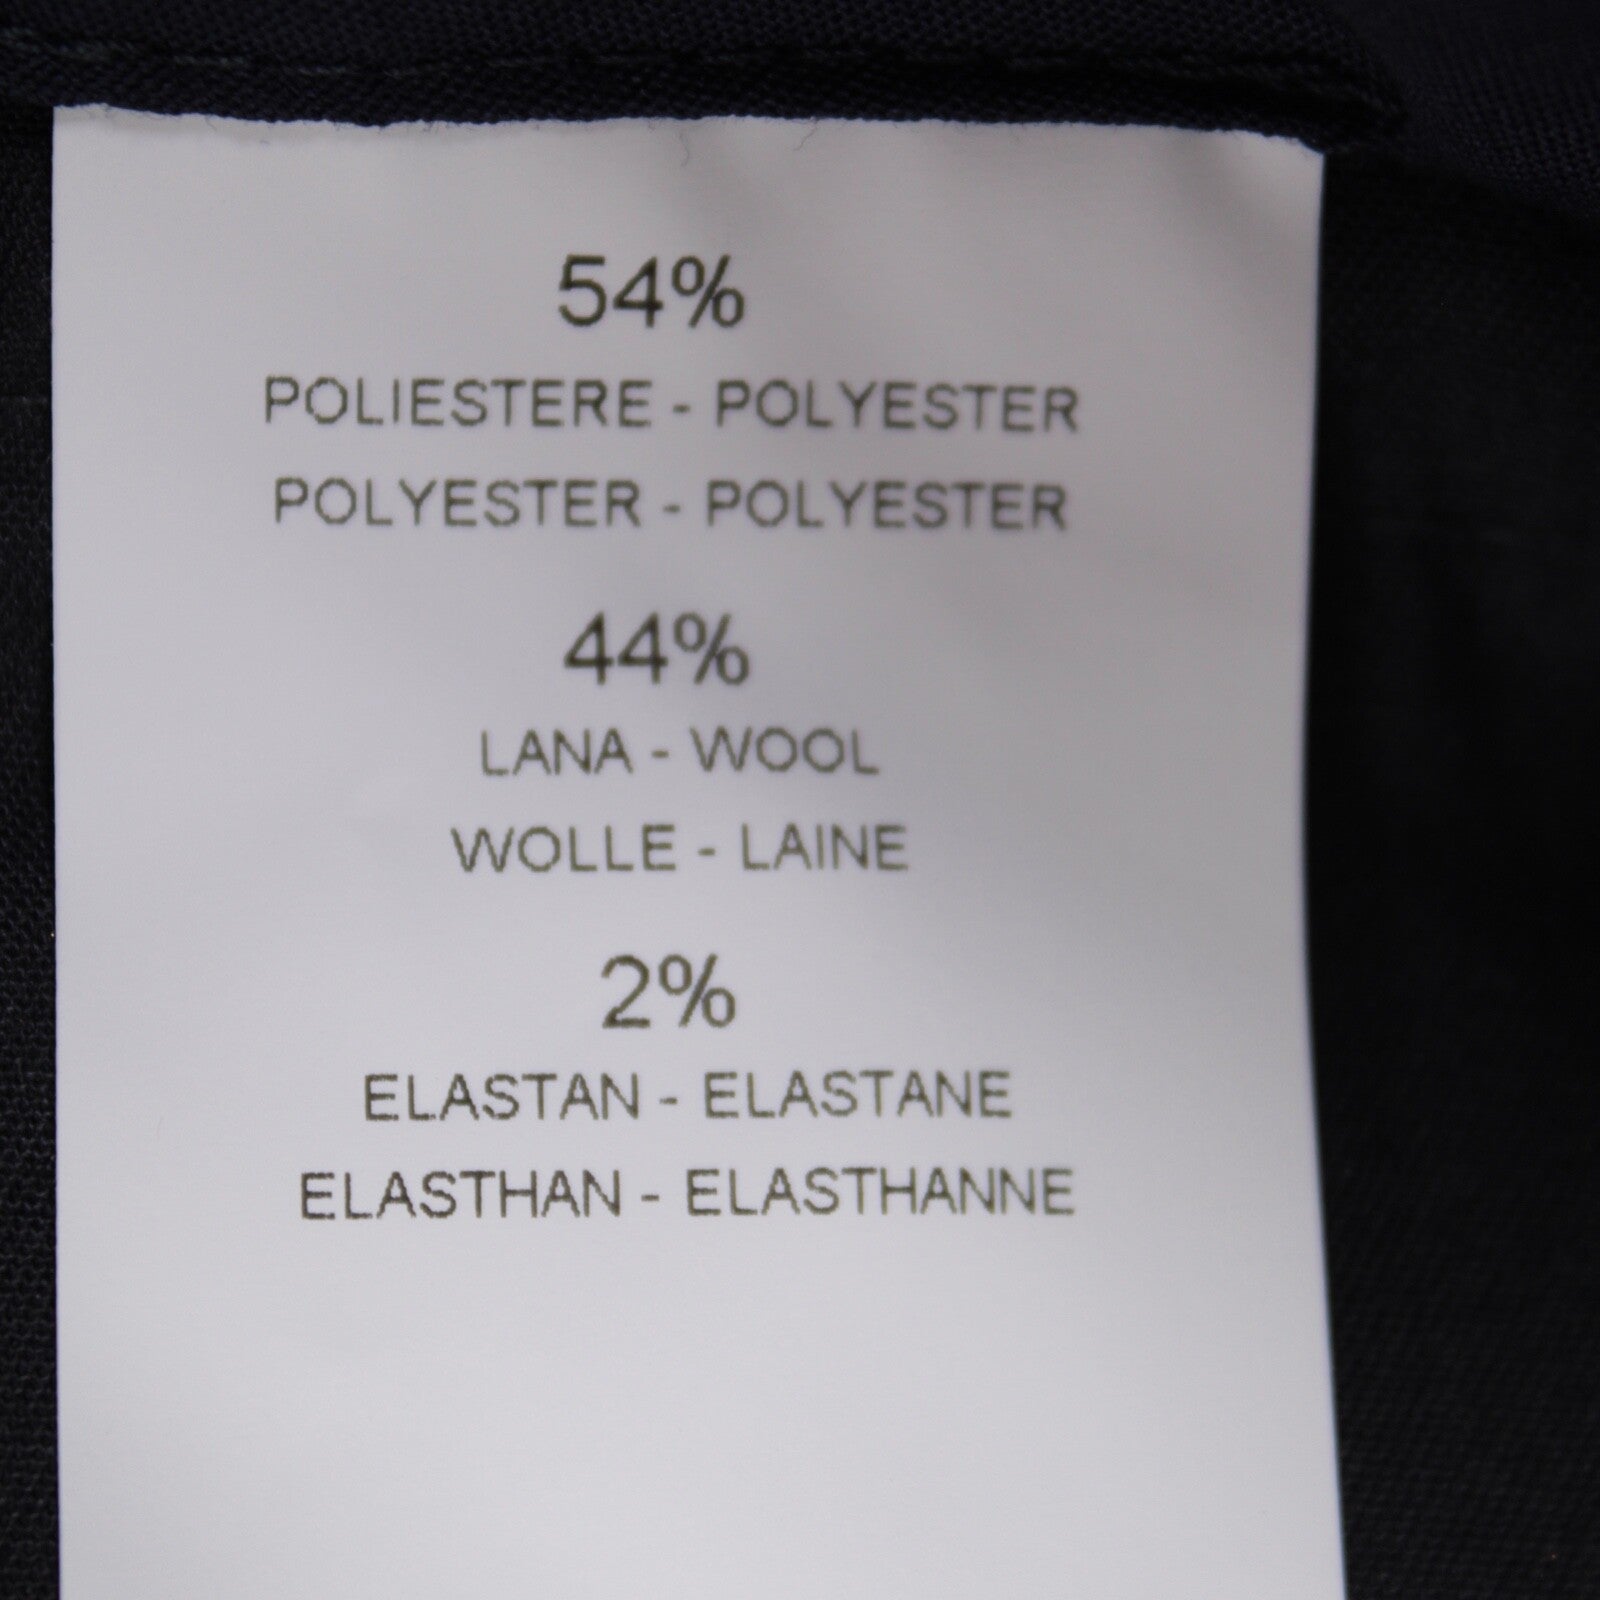 54%
POLIESTERE - POLYESTER
POLYESTER - POLYESTER
44%
LANA - WOOL
WOLLE - LAINE
2%
ELASTAN - ELASTANE
ELASTHAN - ELASTHANNE